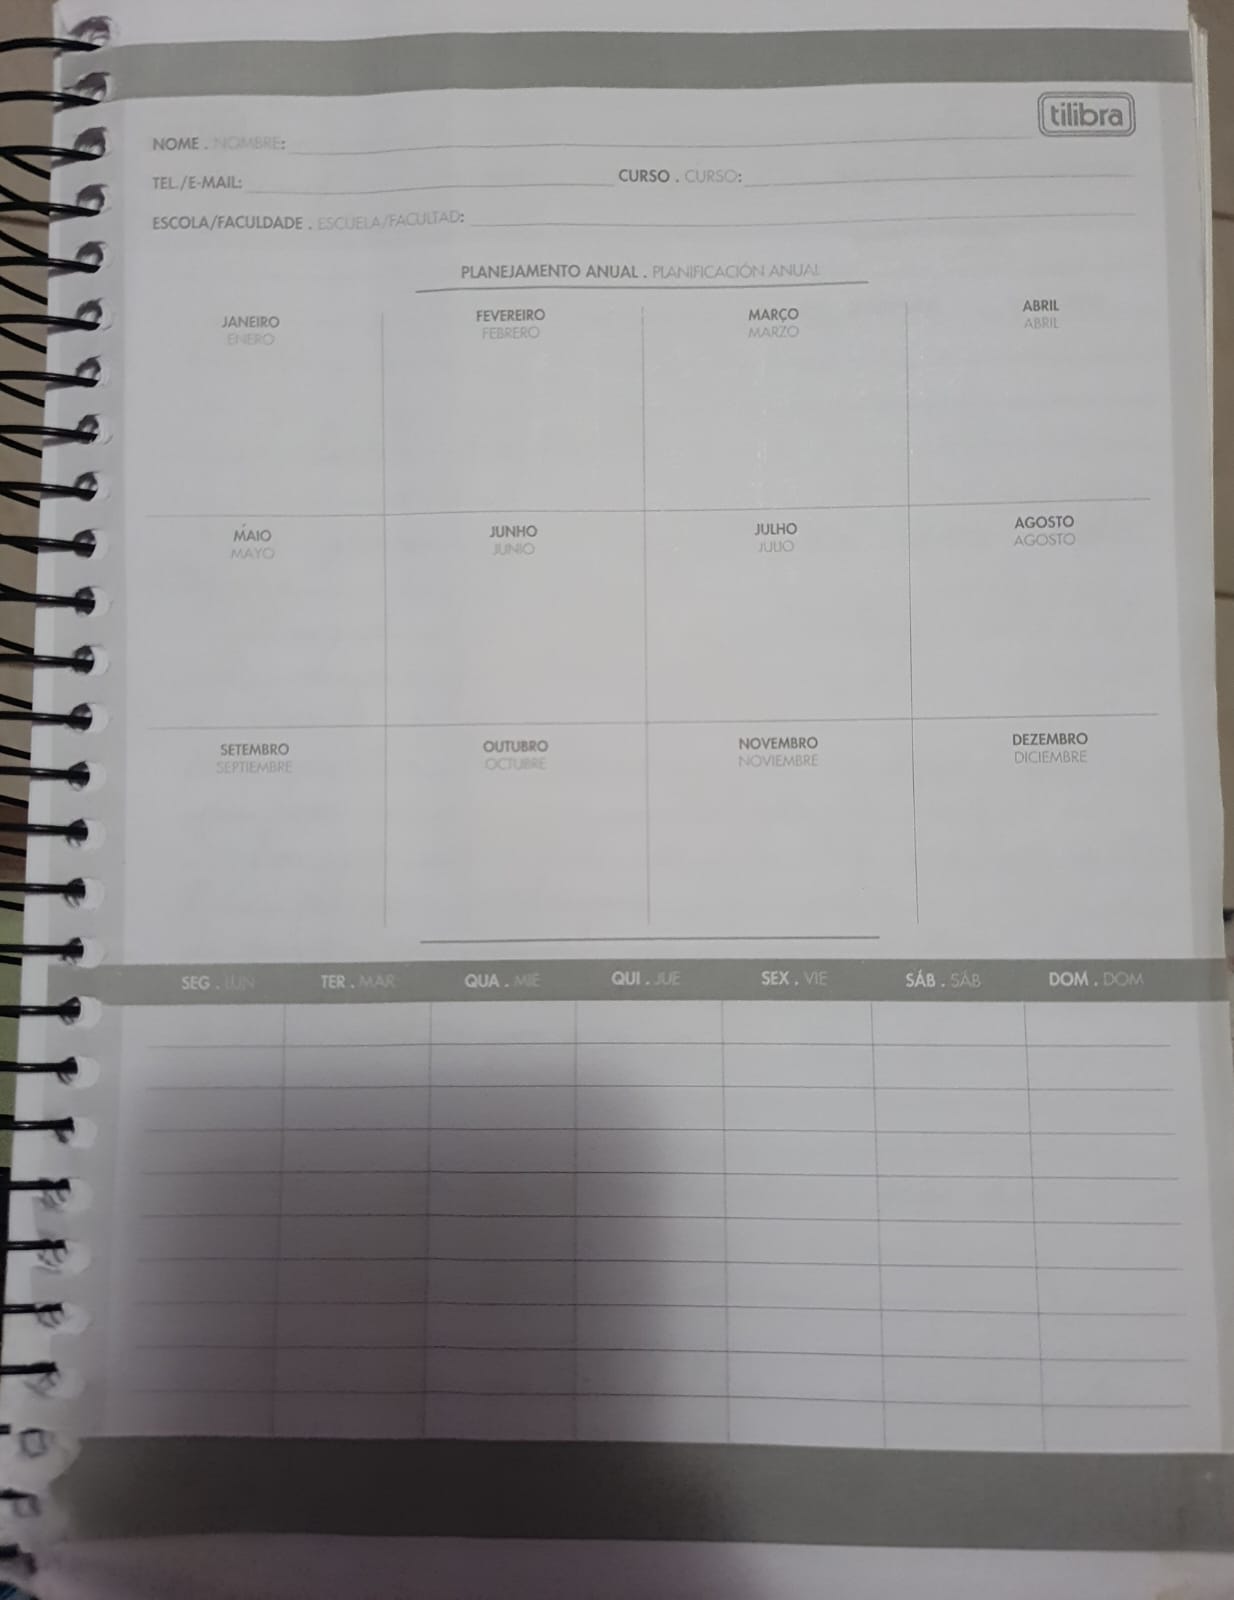 tilibra
NOME . NOMBRE:
TEL./E-MAIL: CURSO . CURSO:
ESCOLA/FACULDADE . ESCUELA/FACULTAD:
PLANEJAMENTO ANUAL . PLANIFICACIÓN ANUAL
JANEIRO FEVEREIRO MARÇO ABRIL
ENERO FEBRERO MARZO ABRIL
MAIO JUNHO JULHO AGOSTO
MAYO JUNIO JULIO AGOSTO
SETEMBRO OUTUBRO NOVEMBRO DEZEMBRO
SEPTIEMBRE OCTUBRE NOVIEMBRE DICIEMBRE
SEG . LUN TER . MAR QUA . MIE QUI . JUE SEX . VIE SÁB . SÁB DOM . DOM